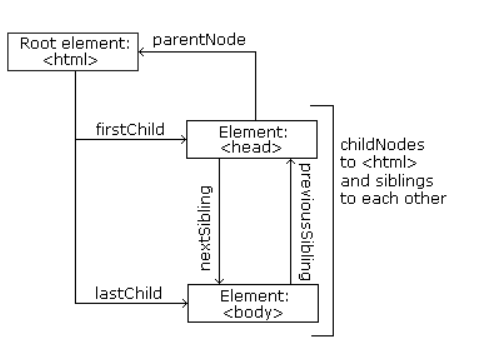 Root element:
<html>
parentNode
firstChild
Element:
<head>
childNodes
to <html>
and siblings
to each other
nextSibling
previousSibling
lastChild
Element:
<body>